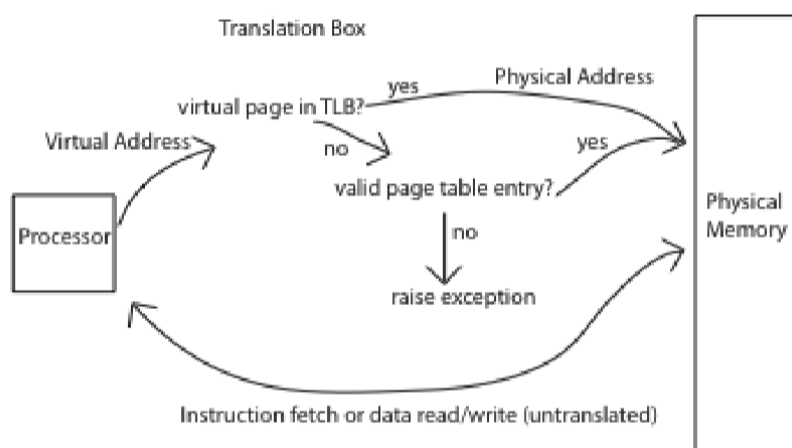 Translation Box
yes
Physical Address
virtual page in TLB?
Virtual Address
no
yes
valid page table entry?
Processor
no
Physical
Memory
raise exception
Instruction fetch or data read/write (untranslated)